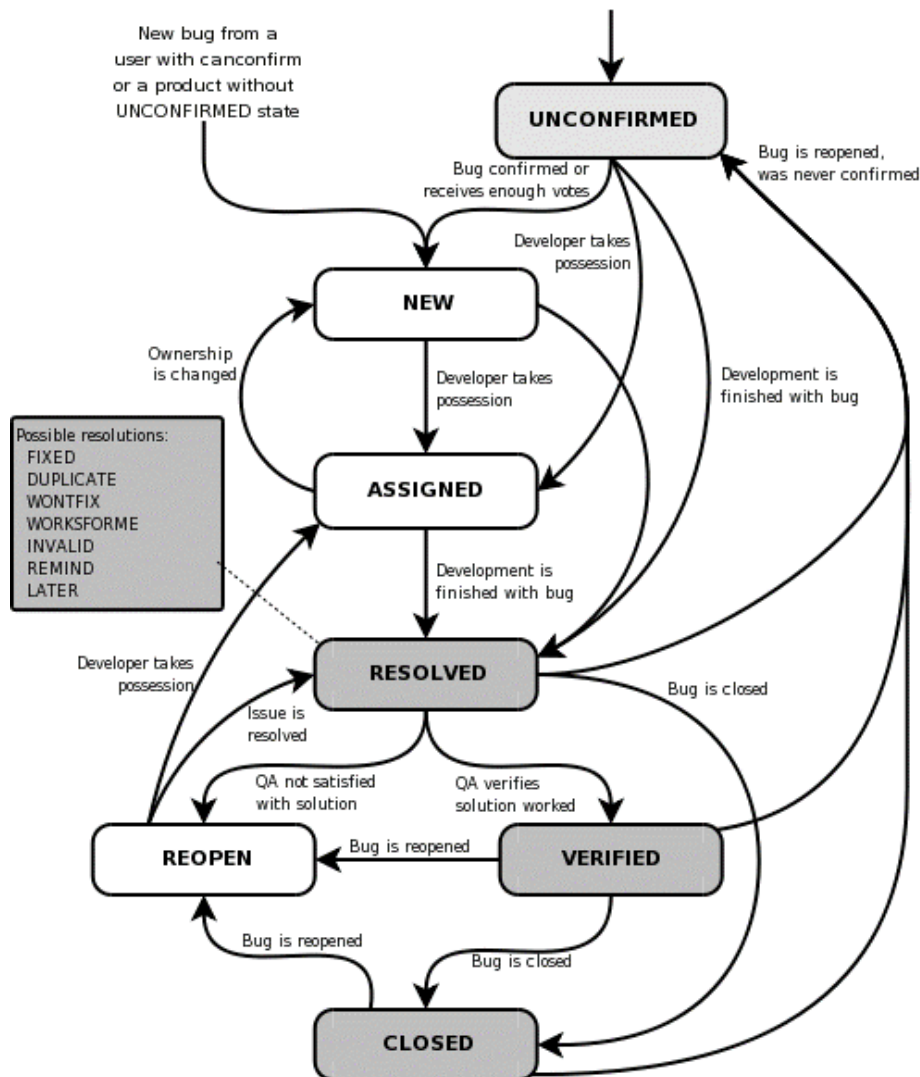 New bug from a
user with canconfirm
or a product without
UNCONFIRMED state
UNCONFIRMED
Bug is reopened,
was never confirmed
Bug confirmed or
receives enough votes
Developer takes
possession
NEW
Ownership
is changed
Developer takes
possession
Development is
finished with bug
Possible resolutions:
FIXED
DUPLICATE
WONTFIX
WORKSFORME
INVALID
REMIND
LATER
ASSIGNED
Development is
finished with bug
Developer takes
possession
RESOLVED
Bug is closed
Issue is
resolved
QA not satisfied
with solution
QA verifies
solution worked
REOPEN
Bug is reopened
VERIFIED
Bug is reopened
Bug is closed
CLOSED